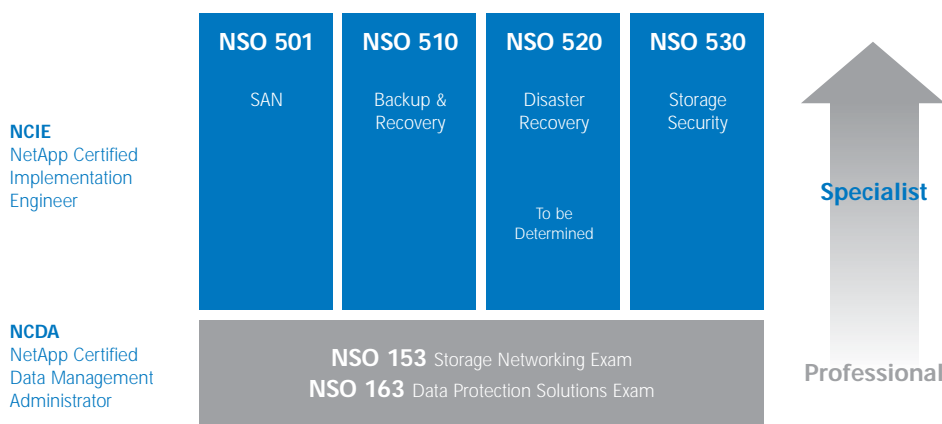 NSO 501
SAN
NSO 510
Backup &
Recovery
NSO 520
Disaster
Recovery
To be
Determined
NSO 530
Storage
Security
NCIE
NetApp Certified
Implementation
Engineer
Specialist
NCDA
NetApp Certified
Data Management
Administrator
NSO 153 Storage Networking Exam
NSO 163 Data Protection Solutions Exam
Professional